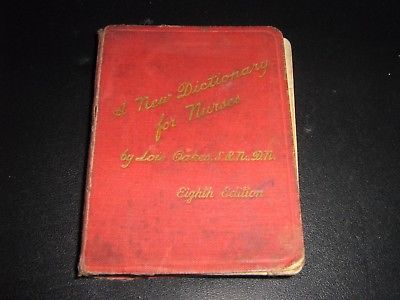 A New Dictionary
for Nurses
by Lois Oakes, S.R.N., D.N.
Eighth Edition